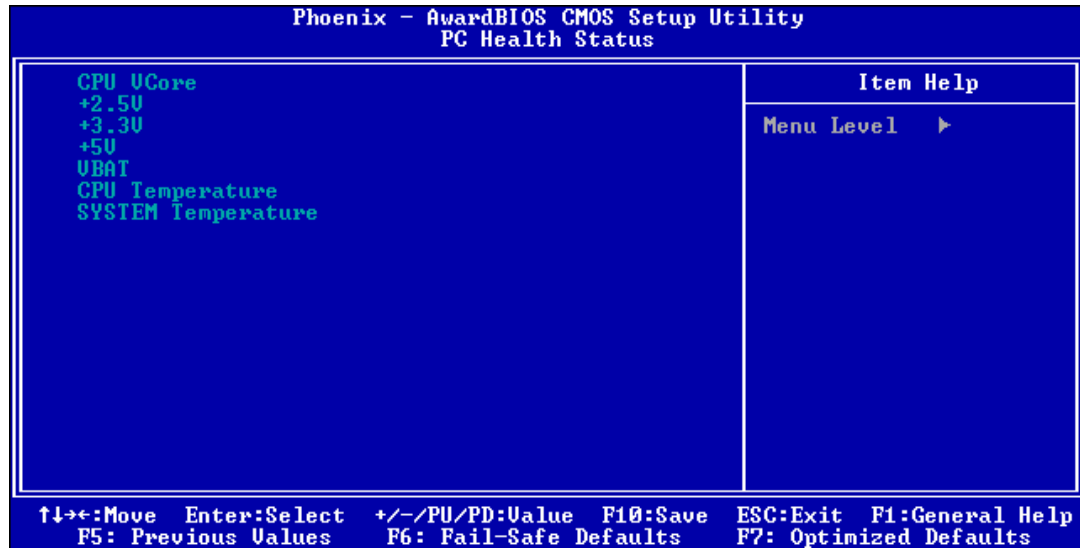 Phoenix - AwardBIOS CMOS Setup Utility
PC Health Status
CPU VCore
+2.5V
+3.3V
+5V
VBAT
CPU Temperature
SYSTEM Temperature
Item Help
Menu Level ►
↑↓→←:Move Enter:Select +/-/PU/PD:Value F10:Save ESC:Exit F1:General Help
F5: Previous Values F6: Fail-Safe Defaults F7: Optimized Defaults